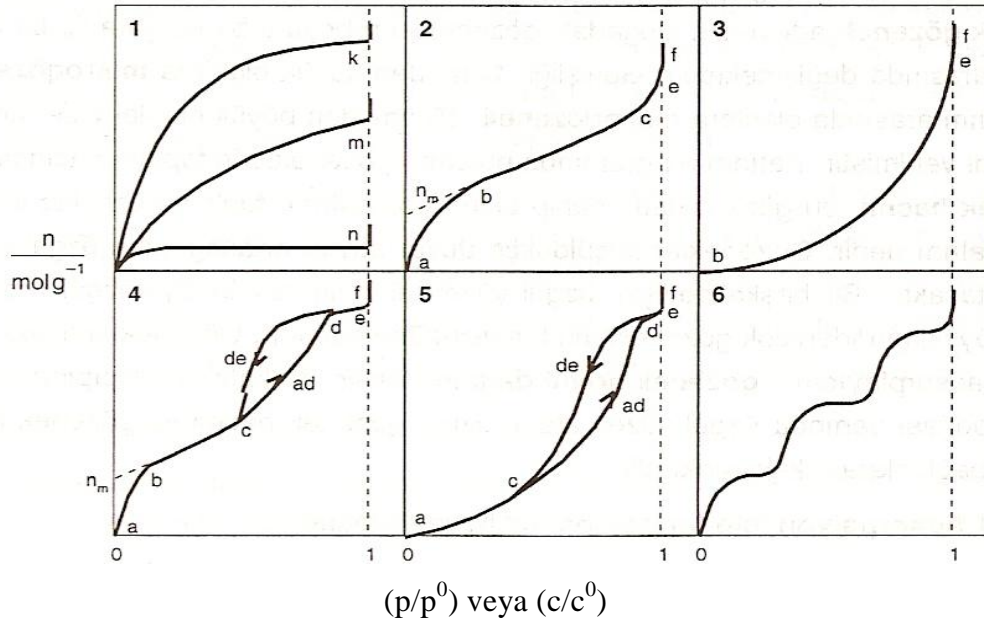 1
k
m
n
2
f
e
c
n_m
b
a
3
f
e
b
n
mol g⁻¹
4
f
e
d
de
ad
c
n_m
b
a
5
f
e
d
de
ad
c
a
6
0 1 0 1 0 1
(p/p⁰) veya (c/c⁰)